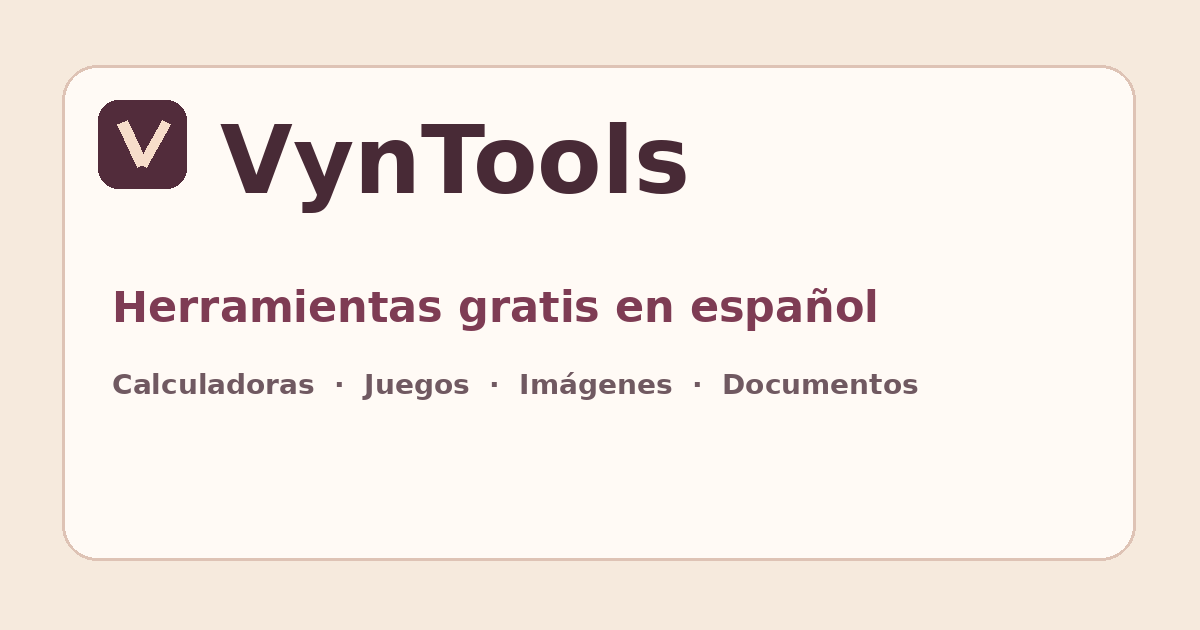 V VynTools
Herramientas gratis en español
Calculadoras · Juegos · Imágenes · Documentos